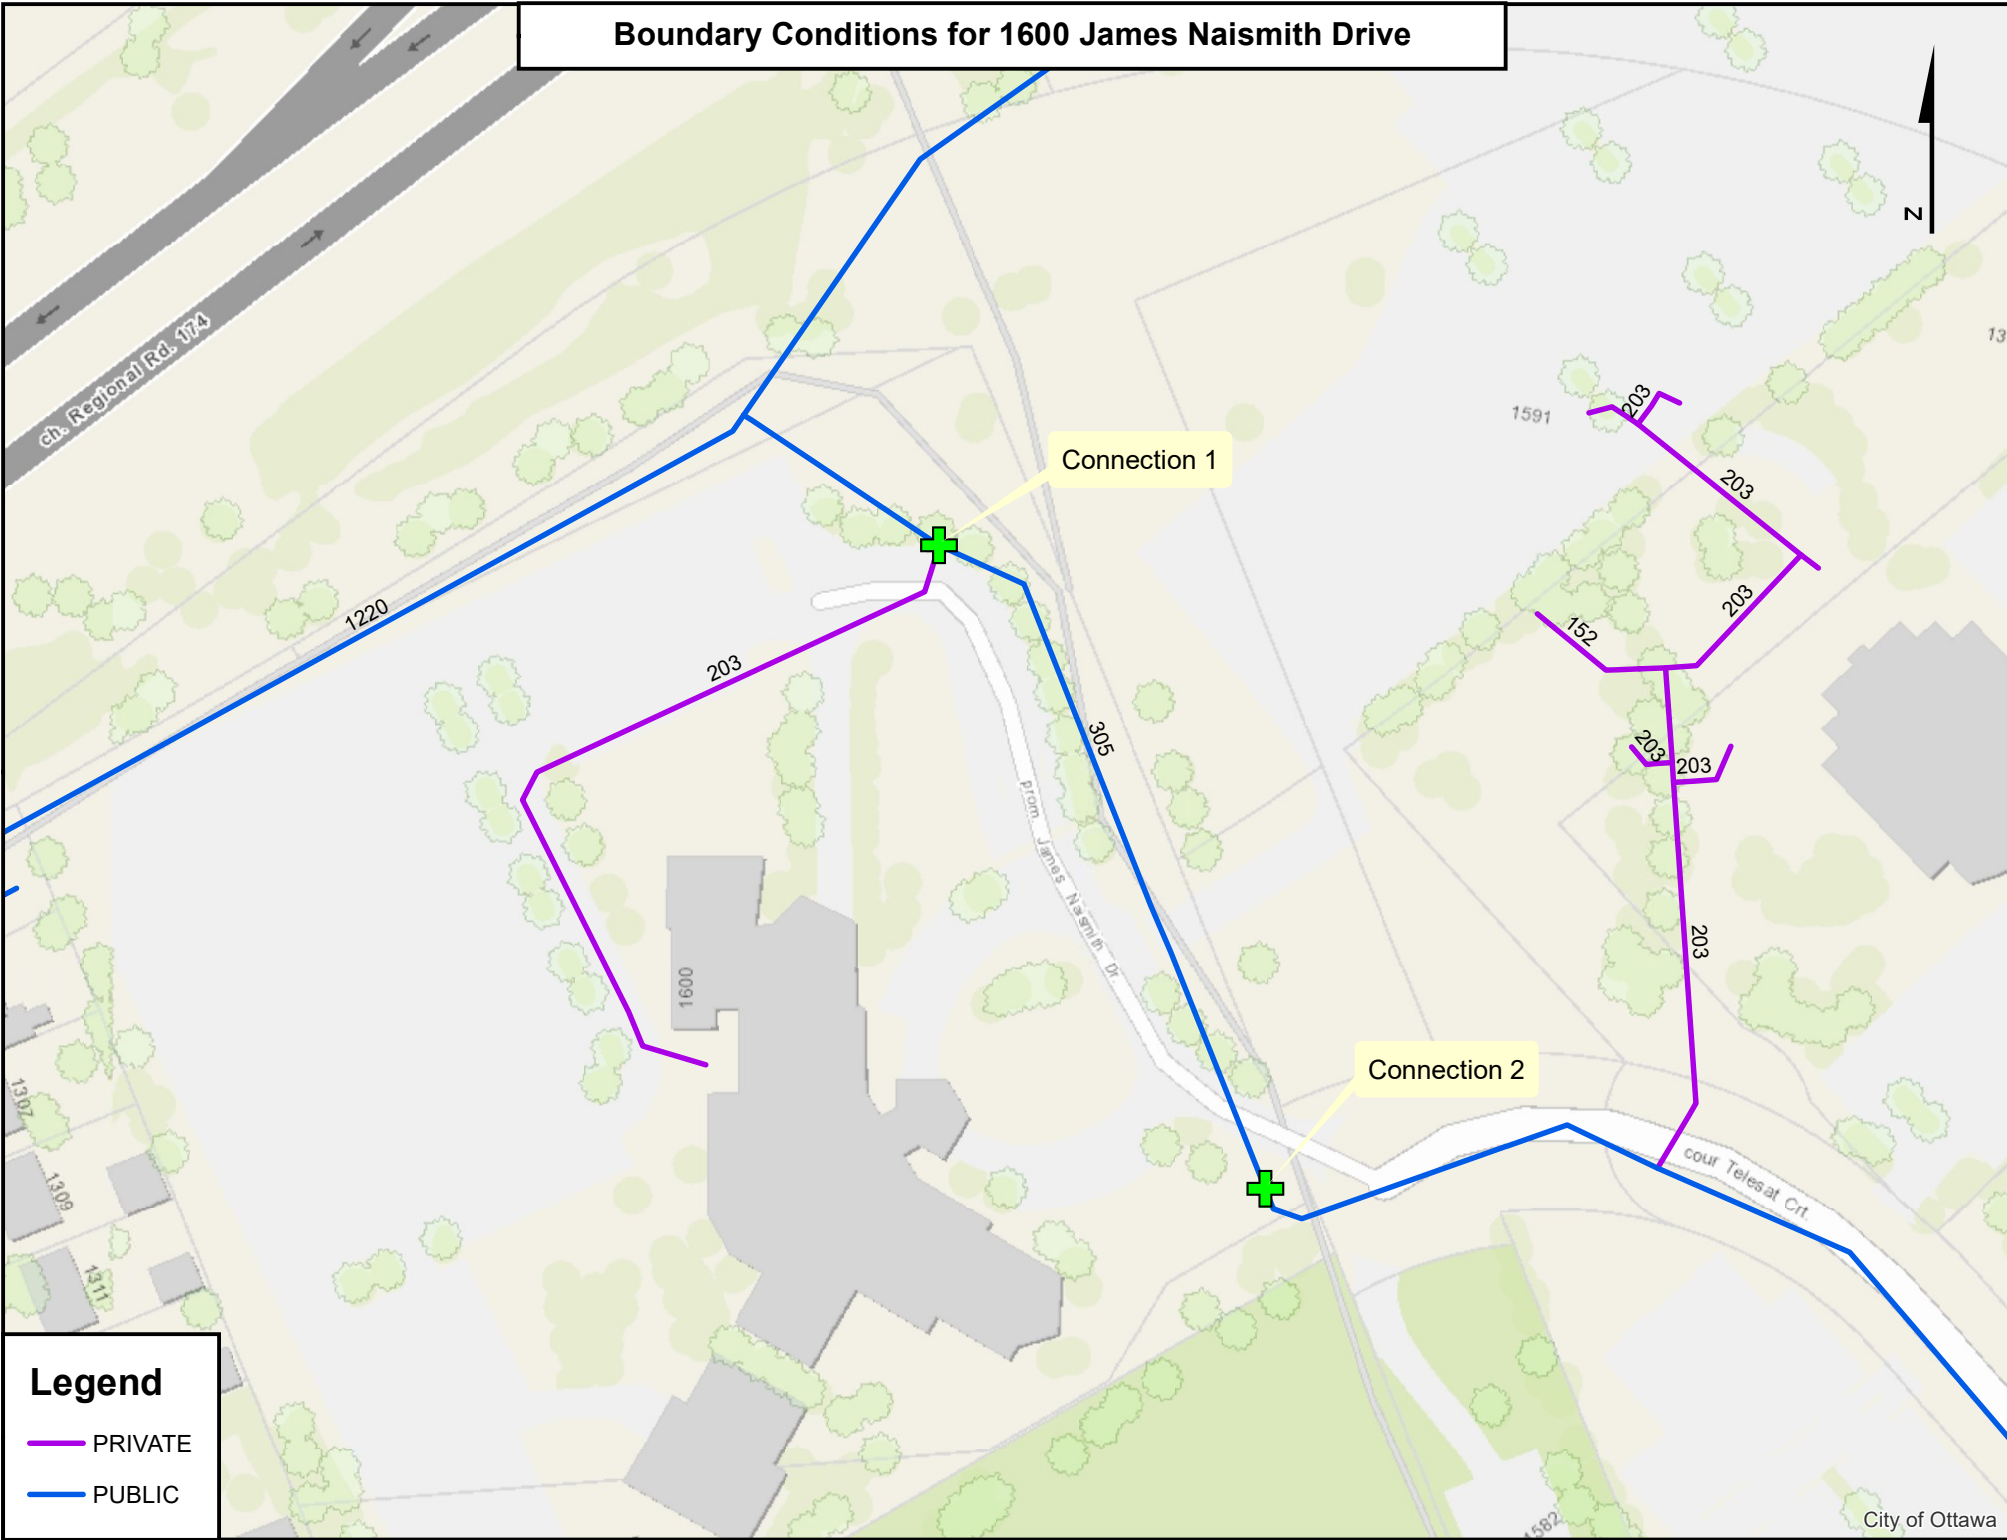 Boundary Conditions for 1600 James Naismith Drive
Z
ch. Regional Rd. 174
13
1591
203
203
Connection 1
203
152
1220
203
305
203
203
prom. James Naismith Dr.
203
1600
Connection 2
cour Telesat Crt.
1307
1309
1311
Legend
PRIVATE
PUBLIC
1582
City of Ottawa